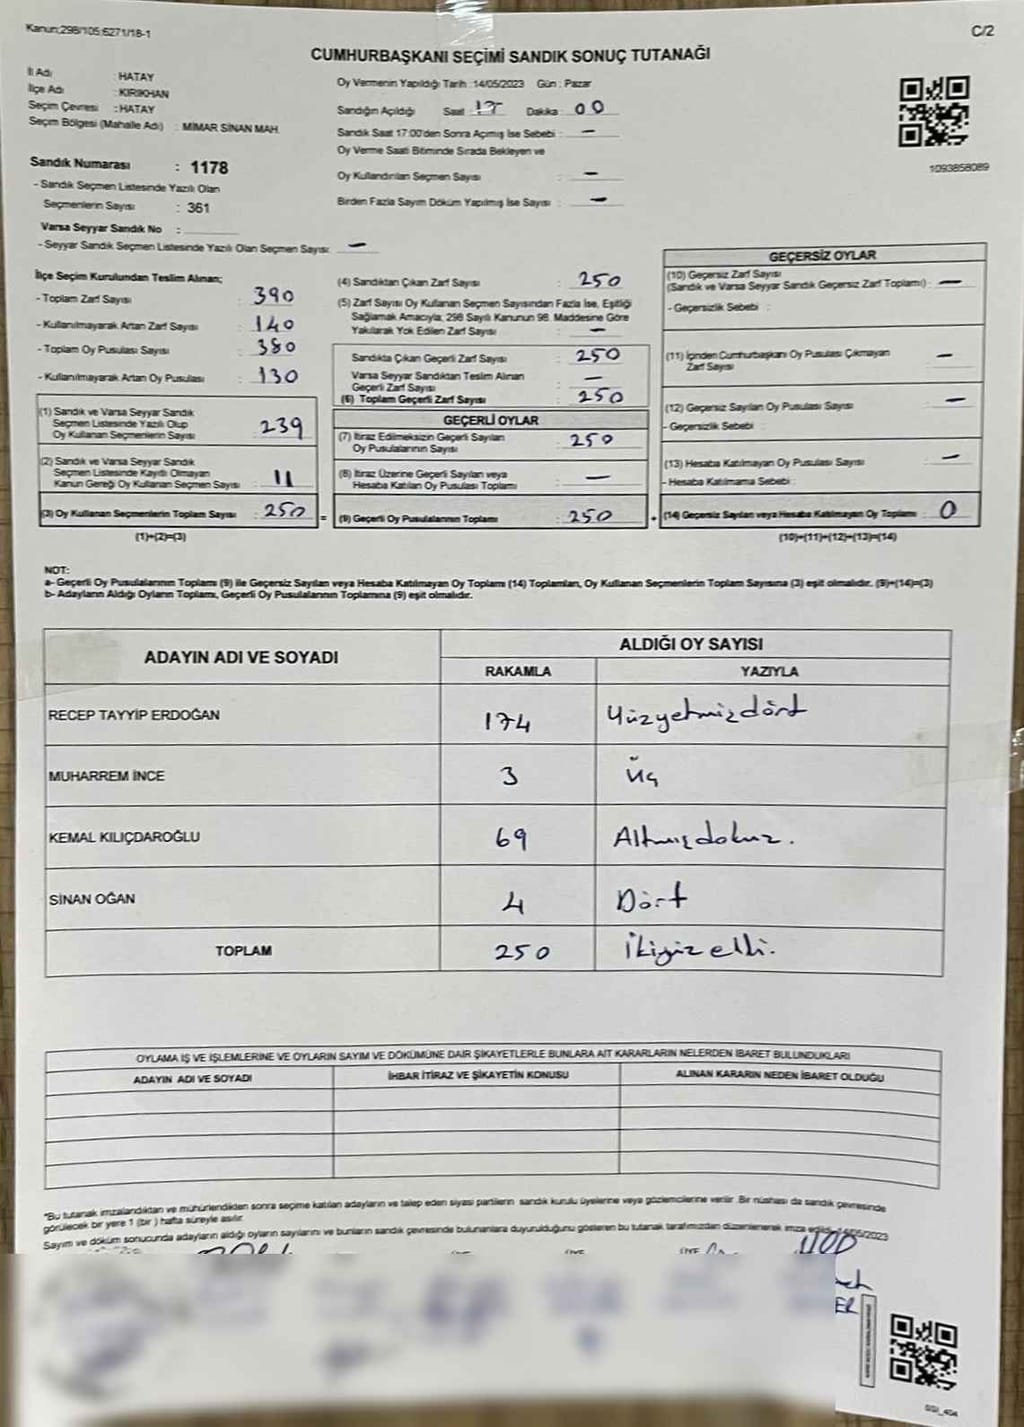 Kanun;298/105;6271/18-1
C/2
CUMHURBAŞKANI SEÇİMİ SANDIK SONUÇ TUTANAĞI
İl Adı : HATAY
İlçe Adı : KIRIKHAN
Seçim Çevresi : HATAY
Seçim Bölgesi (Mahalle Adı) : MİMAR SİNAN MAH.
Sandık Numarası : 1178
- Sandık Seçmen Listesinde Yazılı Olan
Seçmenlerin Sayısı : 361
Varsa Seyyar Sandık No :
- Seyyar Sandık Seçmen Listesinde Yazılı Olan Seçmen Sayısı: —
Oy Vermenin Yapıldığı Tarih :14/05/2023 Gün : Pazar
Sandığın Açıldığı Saat : 17 Dakika : 00
Sandık Saat 17:00'den Sonra Açımış İse Sebebi : —
Oy Verme Saati Bitiminde Sırada Bekleyen ve
Oy Kullandırılan Seçmen Sayısı : —
Birden Fazla Sayım Döküm Yapılmış İse Sayısı : —
1093858089
İlçe Seçim Kurulundan Teslim Alınan;
- Toplam Zarf Sayısı : 390
- Kullanılmayarak Artan Zarf Sayısı : 140
- Toplam Oy Pusulası Sayısı : 380
- Kullanılmayarak Artan Oy Pusulası : 130
(1) Sandık ve Varsa Seyyar Sandık
Seçmen Listesinde Yazılı Olup
Oy Kullanan Seçmenlerin Sayısı : 239
(2) Sandık ve Varsa Seyyar Sandık
Seçmen Listesinde Kaydı Olmayan
Kanun Gereği Oy Kullanan Seçmen Sayısı : 11
(3) Oy Kullanan Seçmenlerin Toplam Sayısı : 250 =
(1)+(2)=(3)
(4) Sandıktan Çıkan Zarf Sayısı : 250
(5) Zarf Sayısı Oy Kullanan Seçmen Sayısından Fazla İse, Eşitliği
Sağlamak Amacıyla; 298 Sayılı Kanunun 98. Maddesine Göre
Yakılarak Yok Edilen Zarf Sayısı : —
Sandıkta Çıkan Geçerli Zarf Sayısı : 250
Varsa Seyyar Sandıktan Teslim Alınan
Geçerli Zarf Sayısı : —
(6) Toplam Geçerli Zarf Sayısı : 250
GEÇERLİ OYLAR
(7) İtiraz Edilmeksizin Geçerli Sayılan
Oy Pusulalarının Sayısı : 250
(8) İtiraz Üzerine Geçerli Sayılan veya
Hesaba Katılan Oy Pusulası Toplamı : —
(9) Geçerli Oy Pusulalarının Toplamı : 250 +
GEÇERSİZ OYLAR
(10) Geçersiz Zarf Sayısı
(Sandık ve Varsa Seyyar Sandık Geçersiz Zarf Toplamı) : —
- Geçersizlik Sebebi :
(11) İçinden Cumhurbaşkanı Oy Pusulası Çıkmayan
Zarf Sayısı : —
(12) Geçersiz Sayılan Oy Pusulası Sayısı : —
- Geçersizlik Sebebi :
(13) Hesaba Katılmayan Oy Pusulası Sayısı : —
- Hesaba Katılmama Sebebi :
(14) Geçersiz Sayılan veya Hesaba Katılmayan Oy Toplamı : 0
(10)+(11)+(12)+(13)=(14)
NOT:
a- Geçerli Oy Pusulalarının Toplamı (9) ile Geçersiz Sayılan veya Hesaba Katılmayan Oy Toplamı (14) Toplamları, Oy Kullanan Seçmenlerin Toplam Sayısına (3) eşit olmalıdır. (9)+(14)=(3)
b- Adayların Aldığı Oyların Toplamı, Geçerli Oy Pusulalarının Toplamına (9) eşit olmalıdır.
ADAYIN ADI VE SOYADI ALDIĞI OY SAYISI
RAKAMLA YAZIYLA
RECEP TAYYİP ERDOĞAN 174 Yüzyetmişdört
MUHARREM İNCE 3 Üç
KEMAL KILIÇDAROĞLU 69 Altmışdokuz.
SİNAN OĞAN 4 Dört
TOPLAM 250 İkiyüz elli.
OYLAMA İŞ VE İŞLEMLERİNE VE OYLARIN SAYIM VE DÖKÜMÜNE DAİR ŞİKAYETLERLE BUNLARA AİT KARARLARIN NELERDEN İBARET BULUNDUKLARI
ADAYIN ADI VE SOYADI İHBAR İTİRAZ VE ŞİKAYETİN KONUSU ALINAN KARARIN NEDEN İBARET OLDUĞU
*Bu tutanak imzalandıktan ve mühürlendikten sonra seçime katılan adayların ve talep eden siyasi partilerin sandık kurulu üyelerine veya gözlemcilerine verilir. Bir nüshası da sandık çevresinde
görülecek bir yere 1 (bir ) hafta süreyle asılır.
Sayım ve döküm sonucunda adayların aldığı oyların sayılarını ve bunların sandık çevresinde bulunanlara duyurulduğunu gösteren bu tutanak tarafımızdan düzenlenerek imza edildi. 14/05/2023